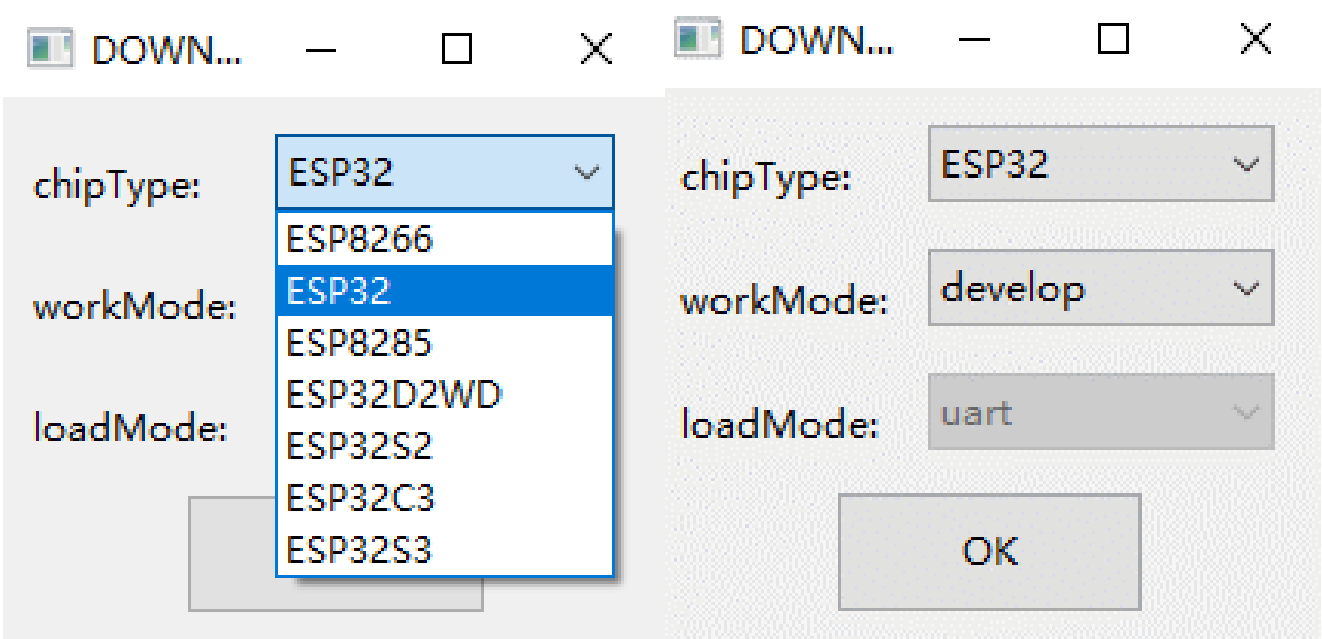 DOWN...
chipType:
ESP32
ESP8266
ESP32
ESP8285
ESP32D2WD
ESP32S2
ESP32C3
ESP32S3
workMode:
loadMode:
DOWN...
chipType:
ESP32
workMode:
develop
loadMode:
uart
OK